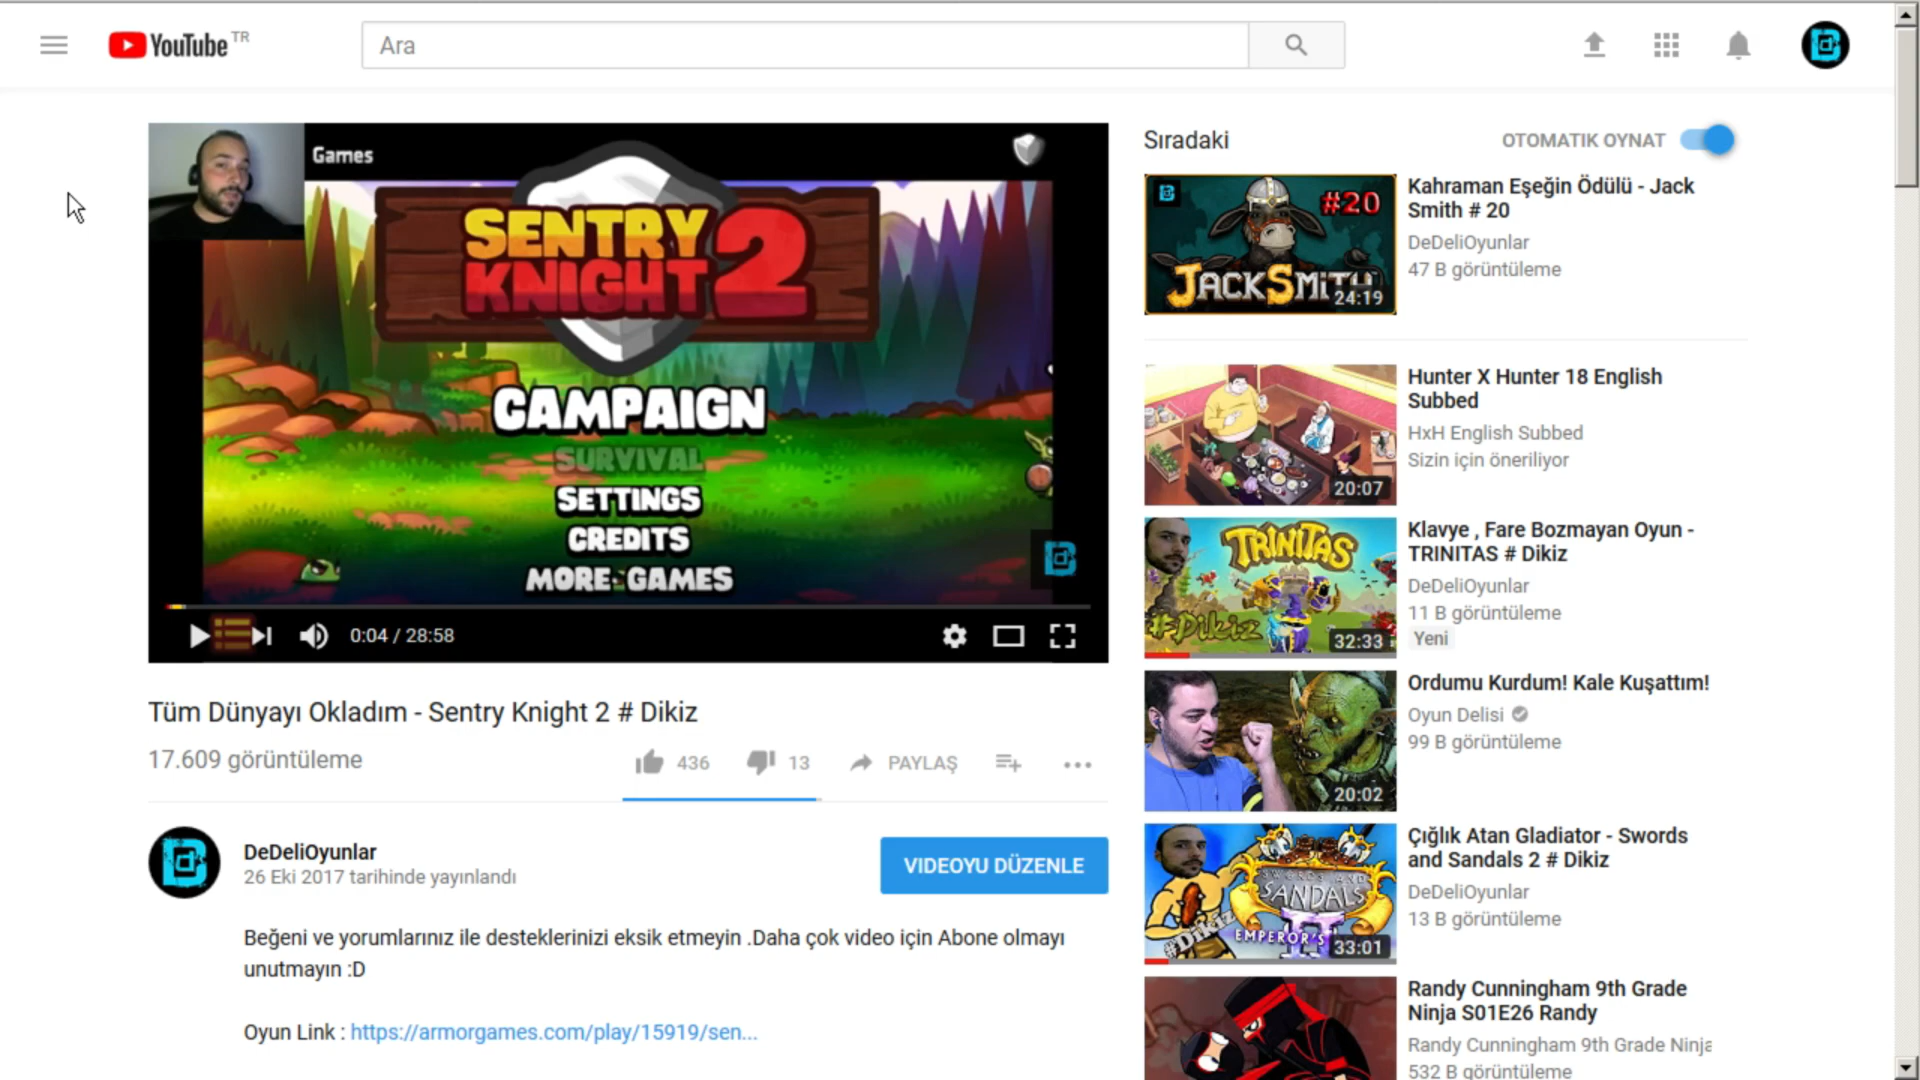 YouTube TR
Ara
Games
SENTRY
KNIGHT 2
CAMPAIGN
SURVIVAL
SETTINGS
CREDITS
MORE GAMES
0:04 / 28:58
Tüm Dünyayı Okladım - Sentry Knight 2 # Dikiz
17.609 görüntüleme
436
13
PAYLAŞ
DeDeliOyunlar
26 Eki 2017 tarihinde yayınlandı
VIDEOYU DÜZENLE
Beğeni ve yorumlarınız ile desteklerinizi eksik etmeyin .Daha çok video için Abone olmayı
unutmayın :D
Oyun Link : https://armorgames.com/play/15919/sen...
Sıradaki
OTOMATIK OYNAT
#20
JACKSMITH
24:19
Kahraman Eşeğin Ödülü - Jack
Smith # 20
DeDeliOyunlar
47 B görüntüleme
20:07
Hunter X Hunter 18 English
Subbed
HxH English Subbed
Sizin için öneriliyor
TRINITAS
#Dikiz
32:33
Klavye , Fare Bozmayan Oyun -
TRINITAS # Dikiz
DeDeliOyunlar
11 B görüntüleme
Yeni
20:02
Ordumu Kurdum! Kale Kuşattım!
Oyun Delisi
99 B görüntüleme
SWORDS AND
SANDALS
II
EMPEROR'S
#Dikiz
33:01
Çığlık Atan Gladiator - Swords
and Sandals 2 # Dikiz
DeDeliOyunlar
13 B görüntüleme
Randy Cunningham 9th Grade
Ninja S01E26 Randy
Randy Cunningham 9th Grade Ninja
532 B görüntüleme